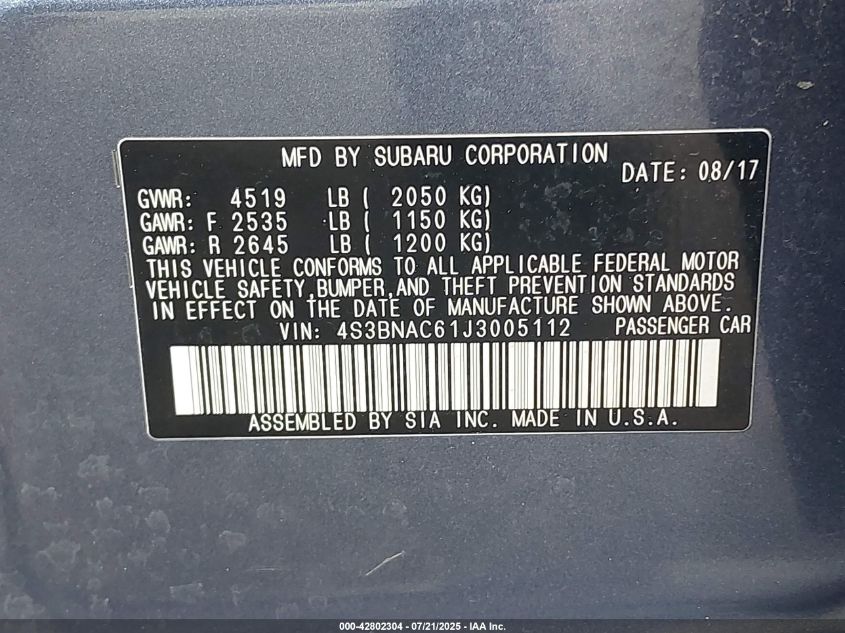 MFD BY SUBARU CORPORATION
DATE: 08/17
GVWR: 4519 LB ( 2050 KG)
GAWR: F 2535 LB ( 1150 KG)
GAWR: R 2645 LB ( 1200 KG)
THIS VEHICLE CONFORMS TO ALL APPLICABLE FEDERAL MOTOR
VEHICLE SAFETY,BUMPER,AND THEFT PREVENTION STANDARDS
IN EFFECT ON THE DATE OF MANUFACTURE SHOWN ABOVE.
VIN: 4S3BNAC61J3005112 PASSENGER CAR
ASSEMBLED BY SIA INC. MADE IN U.S.A.
000-42802304 / 07/21/2025 - IAA Inc.